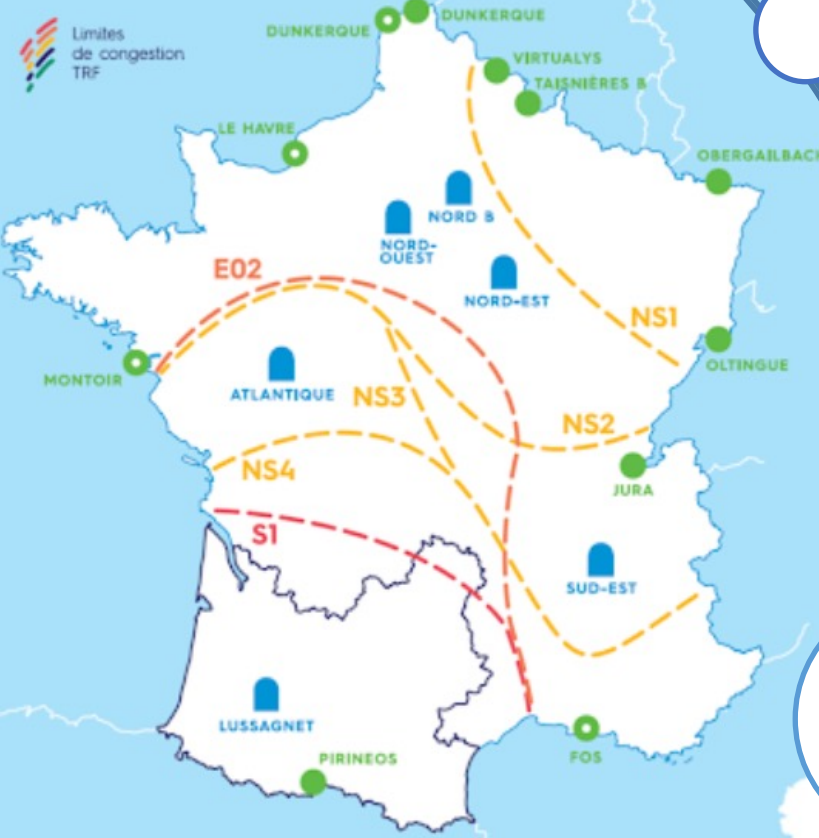 Limites
de congestion
TRF
DUNKERQUE
DUNKERQUE
VIRTUALYS
TAISNIÈRES B
LE HAVRE
OBERGAILBACH
NORD B
NORD-
OUEST
NORD-EST
E02
NS1
OLTINGUE
MONTOIR
ATLANTIQUE
NS3
NS2
NS4
JURA
S1
SUD-EST
LUSSAGNET
PIRINEOS
FOS